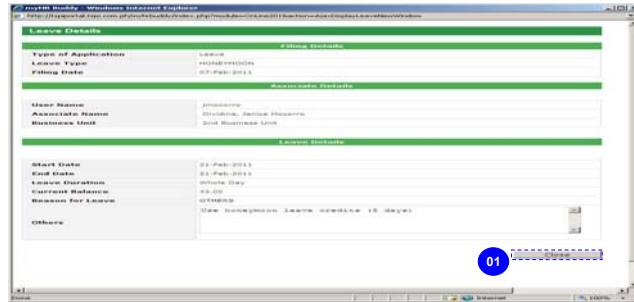 myHR Buddy - Windows Internet Explorer
Leave Details
Filing Details
Type of Application Leave
Leave Type HONEYMOON
Filing Date 07-Feb-2011
Associate Details
User Name
Associate Name
Business Unit 2nd Business Unit
Leave Details
Start Date 21-Feb-2011
End Date 21-Feb-2011
Leave Duration Whole Day
Current Balance
Reason for Leave OTHERS
Use honeymoon leave credits (5 days)
Others
01 Close
Done Internet 100%